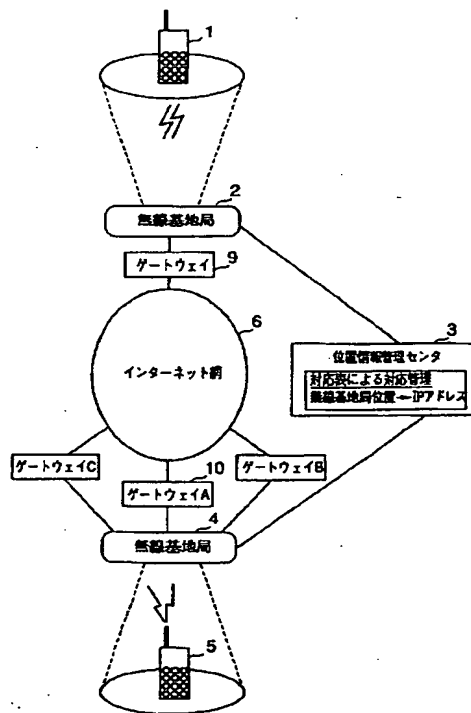 1
2
無線基地局
ゲートウェイ
9
6
3
位置情報管理センタ
対応表による対応管理
無線基地局位置←IPアドレス
インターネット網
ゲートウェイC
10
ゲートウェイB
ゲートウェイA
4
無線基地局
5